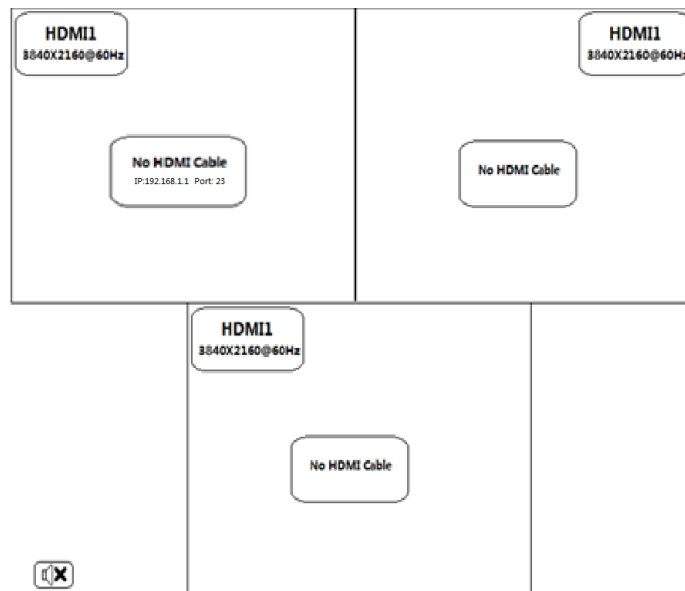 HDMI1
3840X2160@60Hz
HDMI1
3840X2160@60Hz
No HDMI Cable
IP:192.168.1.1 Port: 23
No HDMI Cable
HDMI1
3840X2160@60Hz
No HDMI Cable